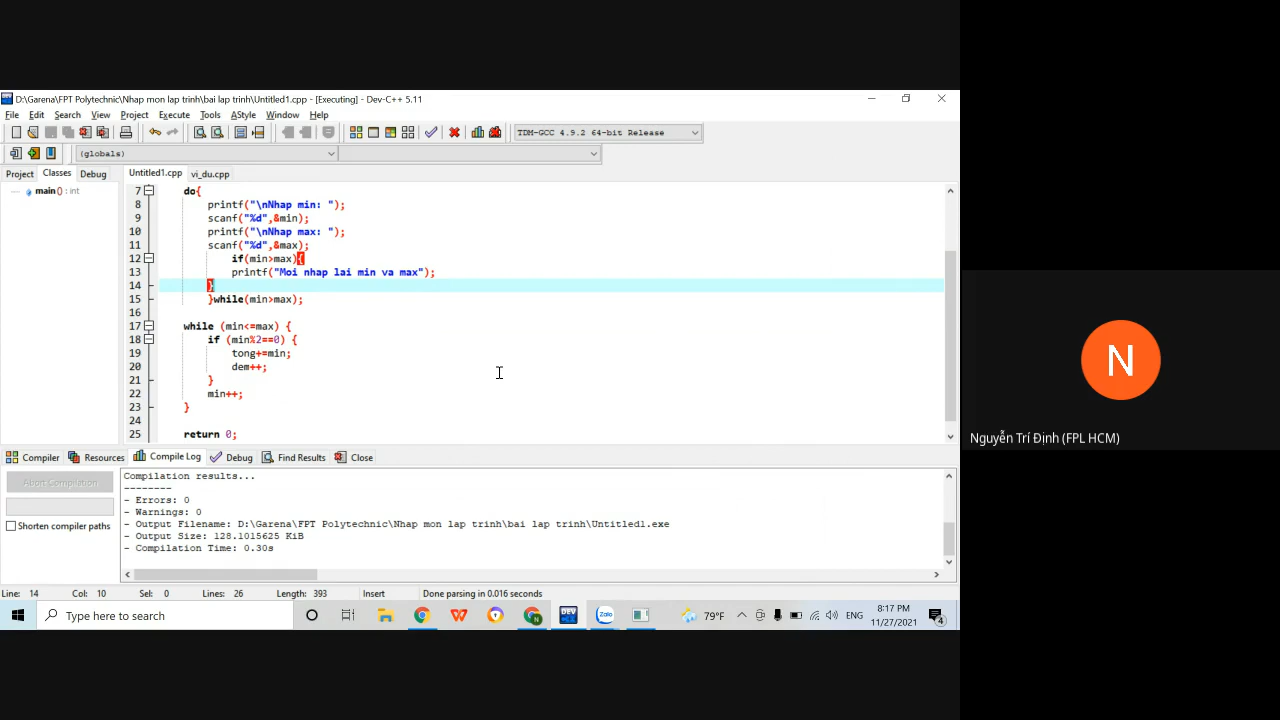 D:\Garena\FPT Polytechnic\Nhap mon lap trinh\bai lap trinh\Untitled1.cpp - [Executing] - Dev-C++ 5.11
File Edit Search View Project Execute Tools AStyle Window Help
TDM-GCC 4.9.2 64-bit Release
(globals)
Project Classes Debug Untitled1.cpp vi_du.cpp
main () : int
7 do{
8 printf("\nNhap min: ");
9 scanf("%d",&min);
10 printf("\nNhap max: ");
11 scanf("%d",&max);
12 if(min>max){
13 printf("Moi nhap lai min va max");
14 }
15 }while(min>max);
16
17 while (min<=max) {
18 if (min%2==0) {
19 tong+=min;
20 dem++;
21 }
22 min++;
23 }
24
25 return 0;
Compiler Resources Compile Log Debug Find Results Close
Abort Compilation
Shorten compiler paths
Compilation results...
--------
- Errors: 0
- Warnings: 0
- Output Filename: D:\Garena\FPT Polytechnic\Nhap mon lap trinh\bai lap trinh\Untitled1.exe
- Output Size: 128.1015625 KiB
- Compilation Time: 0.30s
Line: 14 Col: 10 Sel: 0 Lines: 26 Length: 393 Insert Done parsing in 0.016 seconds
Type here to search
DEV
Zalo
79°F
ENG
8:17 PM
11/27/2021
4
N
Nguyễn Trí Định (FPL HCM)